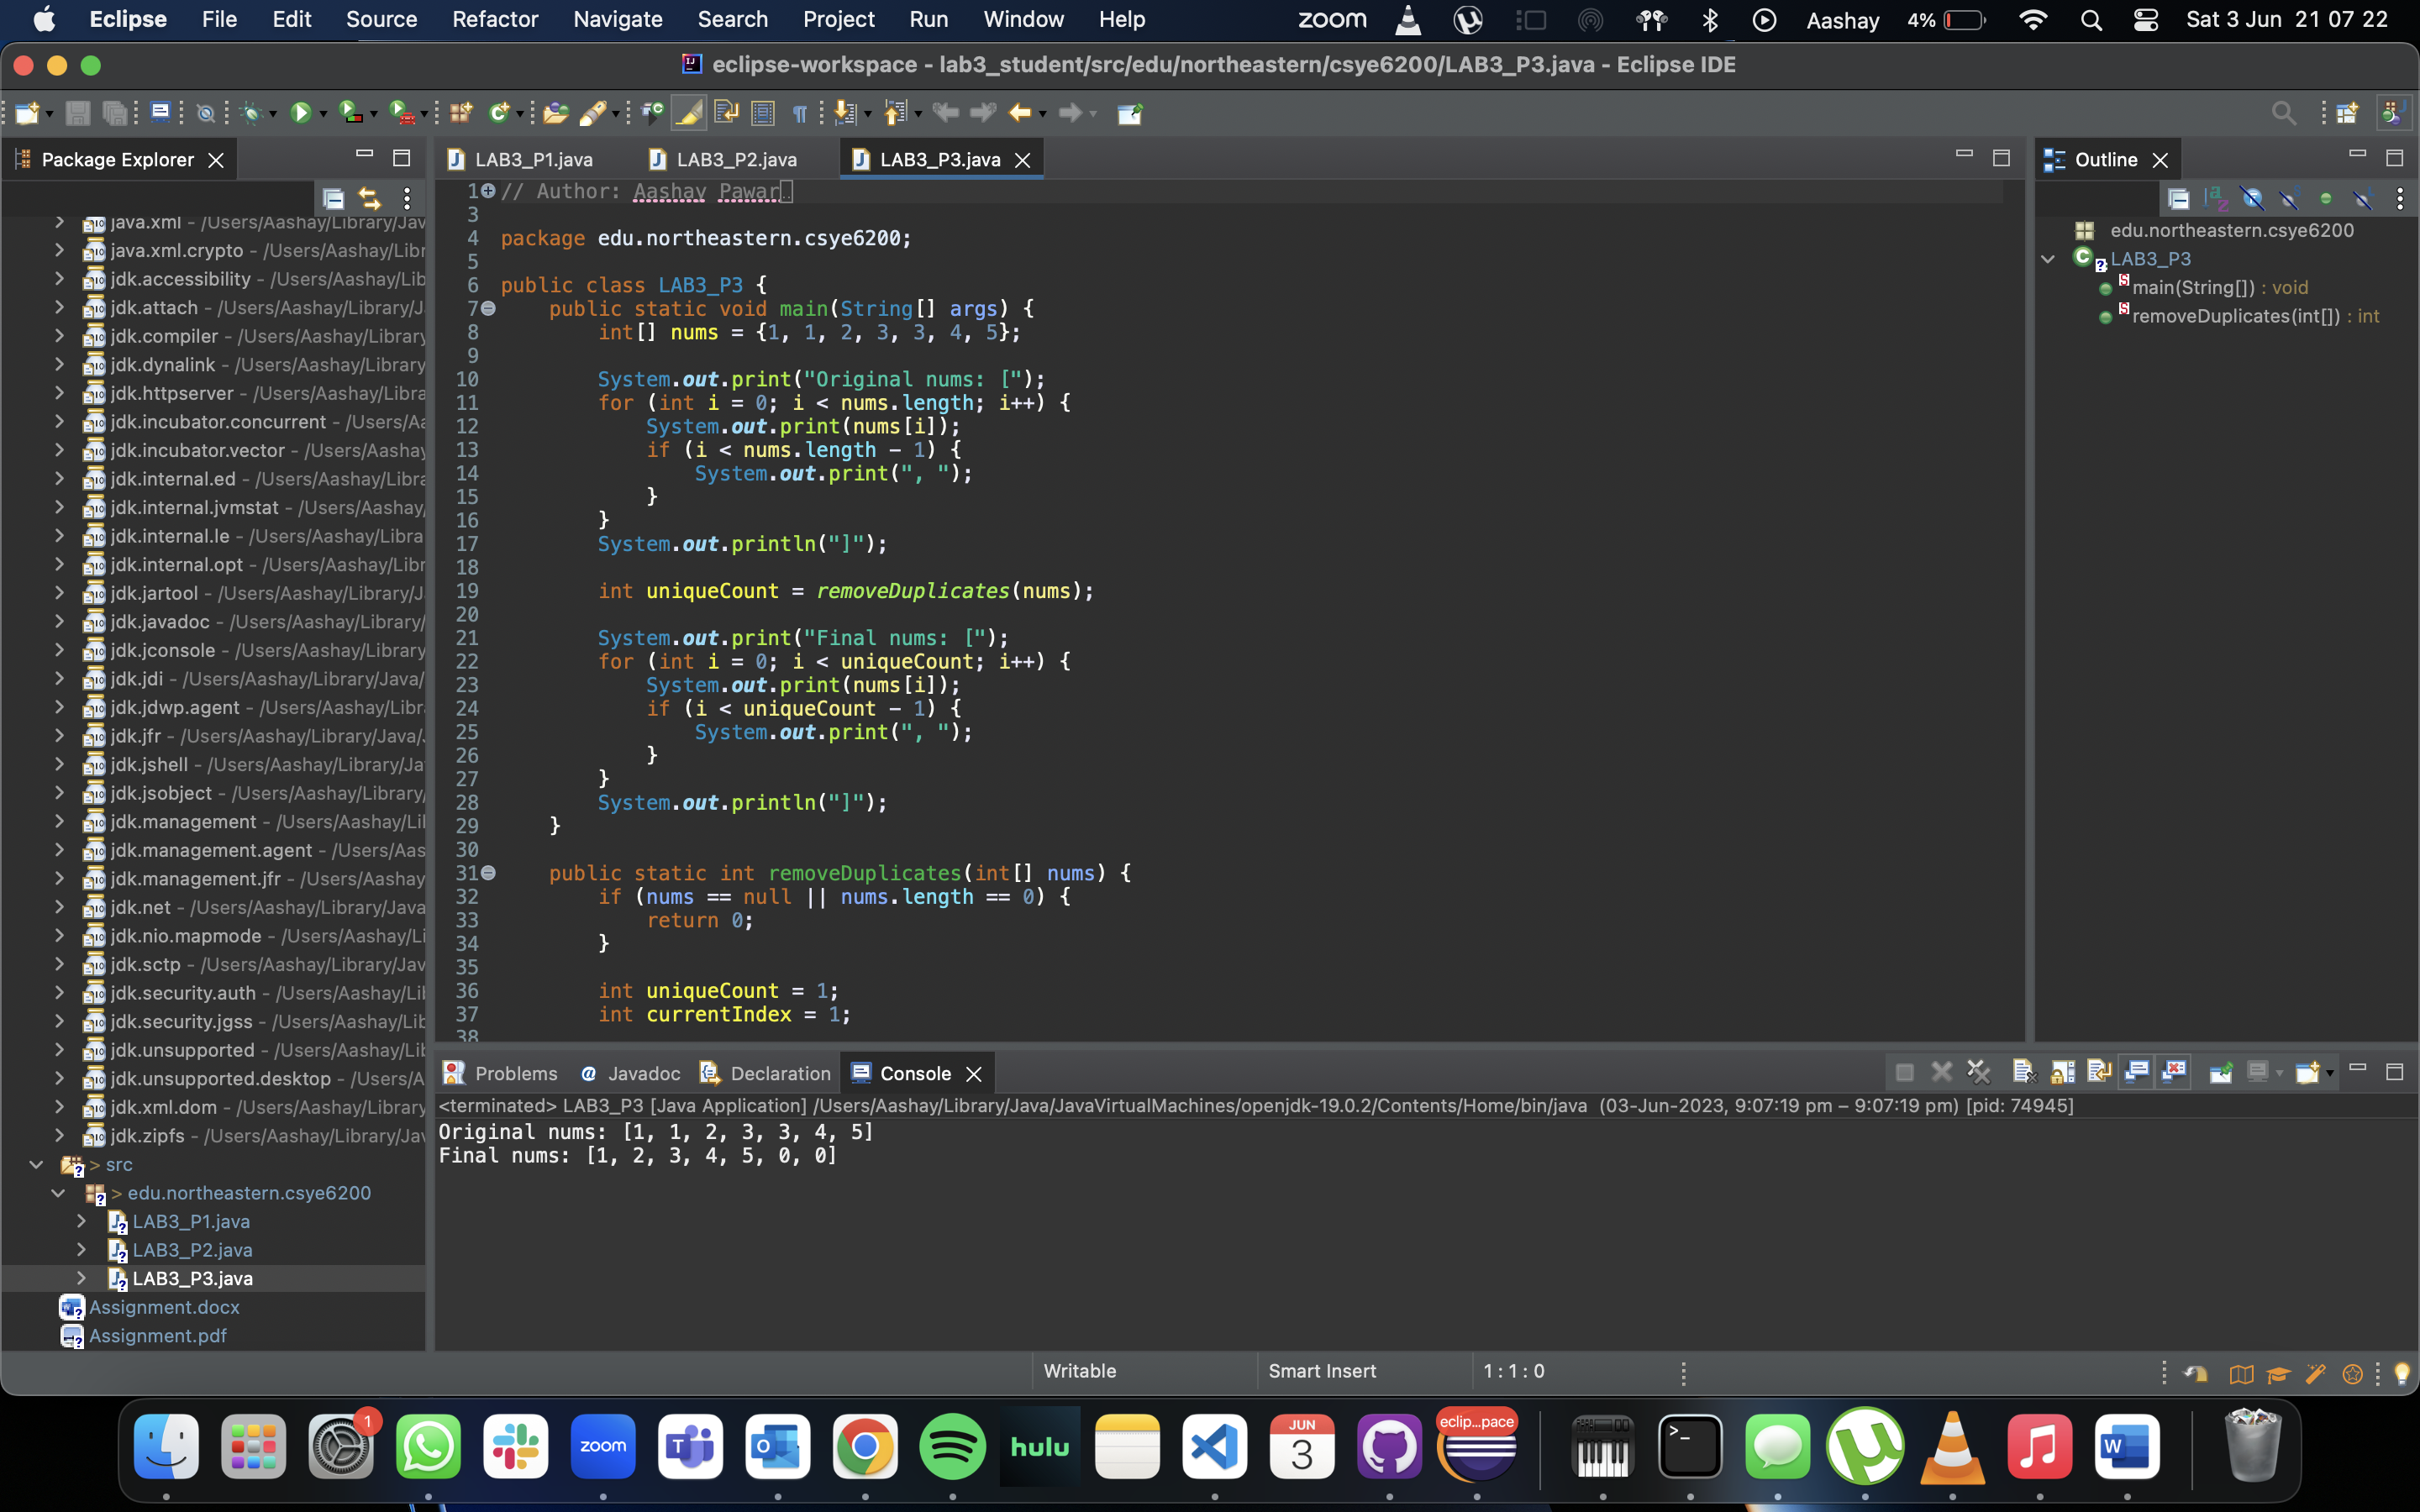 Eclipse File Edit Source Refactor Navigate Search Project Run Window Help zoom Aashay 4% Sat 3 Jun 21 07 22
eclipse-workspace - lab3_student/src/edu/northeastern/csye6200/LAB3_P3.java - Eclipse IDE
Package Explorer
java.xml - /Users/Aashay/Library/Jav
java.xml.crypto - /Users/Aashay/Libr
jdk.accessibility - /Users/Aashay/Lib
jdk.attach - /Users/Aashay/Library/J
jdk.compiler - /Users/Aashay/Library
jdk.dynalink - /Users/Aashay/Library
jdk.httpserver - /Users/Aashay/Libra
jdk.incubator.concurrent - /Users/Aa
jdk.incubator.vector - /Users/Aashay
jdk.internal.ed - /Users/Aashay/Libra
jdk.internal.jvmstat - /Users/Aashay/
jdk.internal.le - /Users/Aashay/Libra
jdk.internal.opt - /Users/Aashay/Libr
jdk.jartool - /Users/Aashay/Library/J
jdk.javadoc - /Users/Aashay/Library/
jdk.jconsole - /Users/Aashay/Library
jdk.jdi - /Users/Aashay/Library/Java/
jdk.jdwp.agent - /Users/Aashay/Libr
jdk.jfr - /Users/Aashay/Library/Java/J
jdk.jshell - /Users/Aashay/Library/Ja
jdk.jsobject - /Users/Aashay/Library/
jdk.management - /Users/Aashay/Li
jdk.management.agent - /Users/Aas
jdk.management.jfr - /Users/Aashay
jdk.net - /Users/Aashay/Library/Java
jdk.nio.mapmode - /Users/Aashay/Li
jdk.sctp - /Users/Aashay/Library/Jav
jdk.security.auth - /Users/Aashay/Lib
jdk.security.jgss - /Users/Aashay/Lib
jdk.unsupported - /Users/Aashay/Lib
jdk.unsupported.desktop - /Users/A
jdk.xml.dom - /Users/Aashay/Library
jdk.zipfs - /Users/Aashay/Library/Jav
> src
> edu.northeastern.csye6200
LAB3_P1.java
LAB3_P2.java
LAB3_P3.java
Assignment.docx
Assignment.pdf
LAB3_P1.java LAB3_P2.java LAB3_P3.java
1 // Author: Aashay Pawar
3
4 package edu.northeastern.csye6200;
5
6 public class LAB3_P3 {
7 public static void main(String[] args) {
8 int[] nums = {1, 1, 2, 3, 3, 4, 5};
9
10 System.out.print("Original nums: [");
11 for (int i = 0; i < nums.length; i++) {
12 System.out.print(nums[i]);
13 if (i < nums.length - 1) {
14 System.out.print(", ");
15 }
16 }
17 System.out.println("]");
18
19 int uniqueCount = removeDuplicates(nums);
20
21 System.out.print("Final nums: [");
22 for (int i = 0; i < uniqueCount; i++) {
23 System.out.print(nums[i]);
24 if (i < uniqueCount - 1) {
25 System.out.print(", ");
26 }
27 }
28 System.out.println("]");
29 }
30
31 public static int removeDuplicates(int[] nums) {
32 if (nums == null || nums.length == 0) {
33 return 0;
34 }
35
36 int uniqueCount = 1;
37 int currentIndex = 1;
38
Outline
edu.northeastern.csye6200
LAB3_P3
main(String[]) : void
removeDuplicates(int[]) : int
Problems Javadoc Declaration Console
<terminated> LAB3_P3 [Java Application] /Users/Aashay/Library/Java/JavaVirtualMachines/openjdk-19.0.2/Contents/Home/bin/java (03-Jun-2023, 9:07:19 pm – 9:07:19 pm) [pid: 74945]
Original nums: [1, 1, 2, 3, 3, 4, 5]
Final nums: [1, 2, 3, 4, 5, 0, 0]
Writable Smart Insert 1 : 1 : 0
1
zoom
hulu
JUN
3
eclip...pace